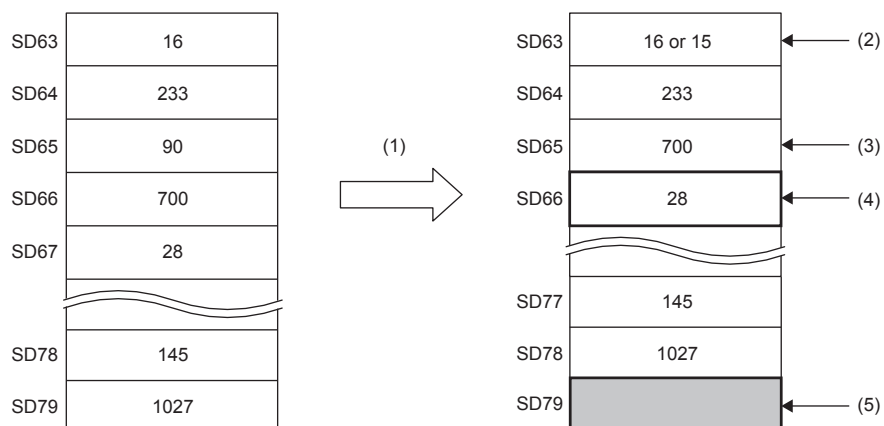 SD63 16
SD64 233
SD65 90
SD66 700
SD67 28
SD78 145
SD79 1027
(1)
SD63 16 or 15 (2)
SD64 233
SD65 700 (3)
SD66 28 (4)
SD77 145
SD78 1027
SD79 (5)